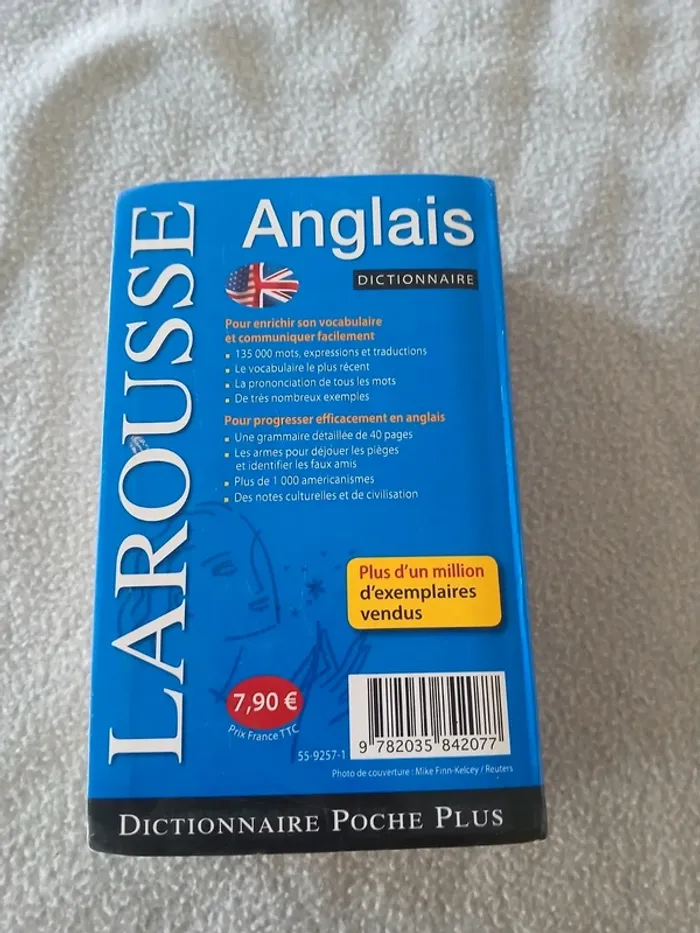 LAROUSSE
Anglais
DICTIONNAIRE
Pour enrichir son vocabulaire
et communiquer facilement
▪ 135 000 mots, expressions et traductions
▪ Le vocabulaire le plus récent
▪ La prononciation de tous les mots
▪ De très nombreux exemples
Pour progresser efficacement en anglais
▪ Une grammaire détaillée de 40 pages
▪ Les armes pour déjouer les pièges
et identifier les faux amis
▪ Plus de 1 000 américanismes
▪ Des notes culturelles et de civilisation
Plus d'un million
d'exemplaires
vendus
7,90 €
Prix France TTC
55-9257-1
9 782035 842077
Photo de couverture : Mike Finn-Kelcey / Reuters
DICTIONNAIRE POCHE PLUS